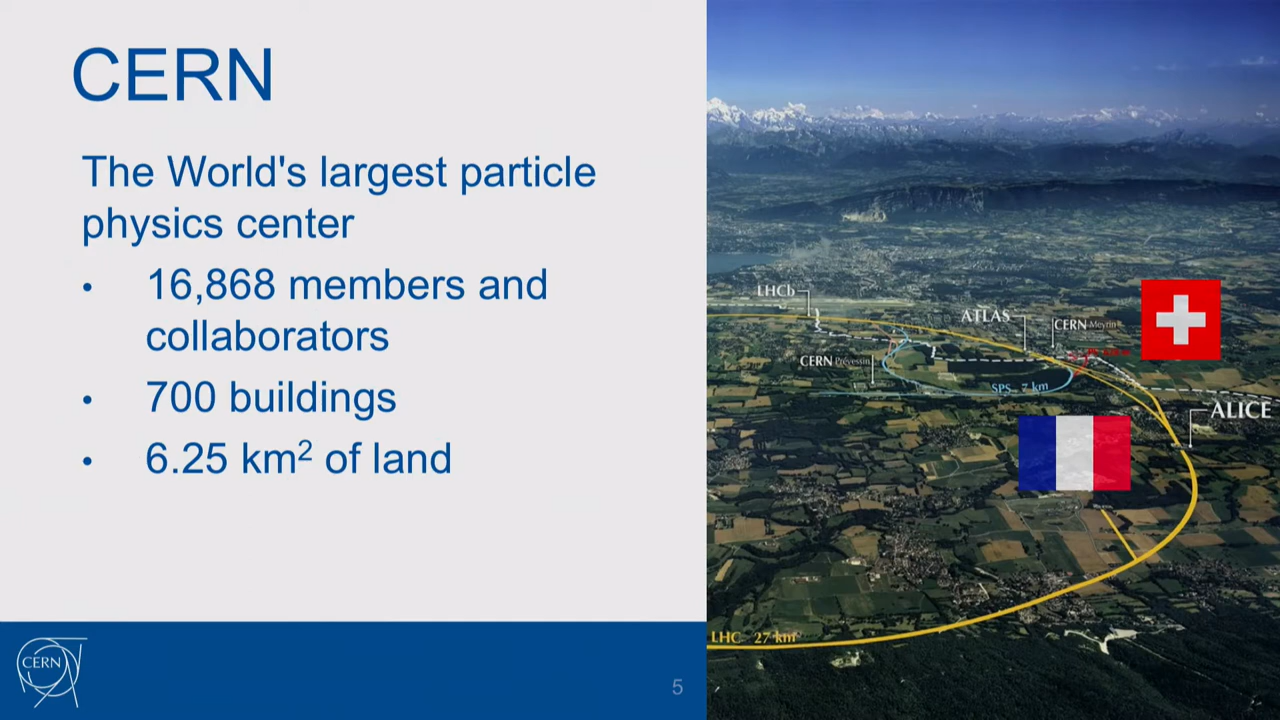 CERN
The World's largest particle
physics center
• 16,868 members and
collaborators
• 700 buildings
• 6.25 km² of land
LHCb
ATLAS
CERN Meyrin
CERN Prévessin
SPS 7 km
ALICE
LHC 27 km
CERN
5